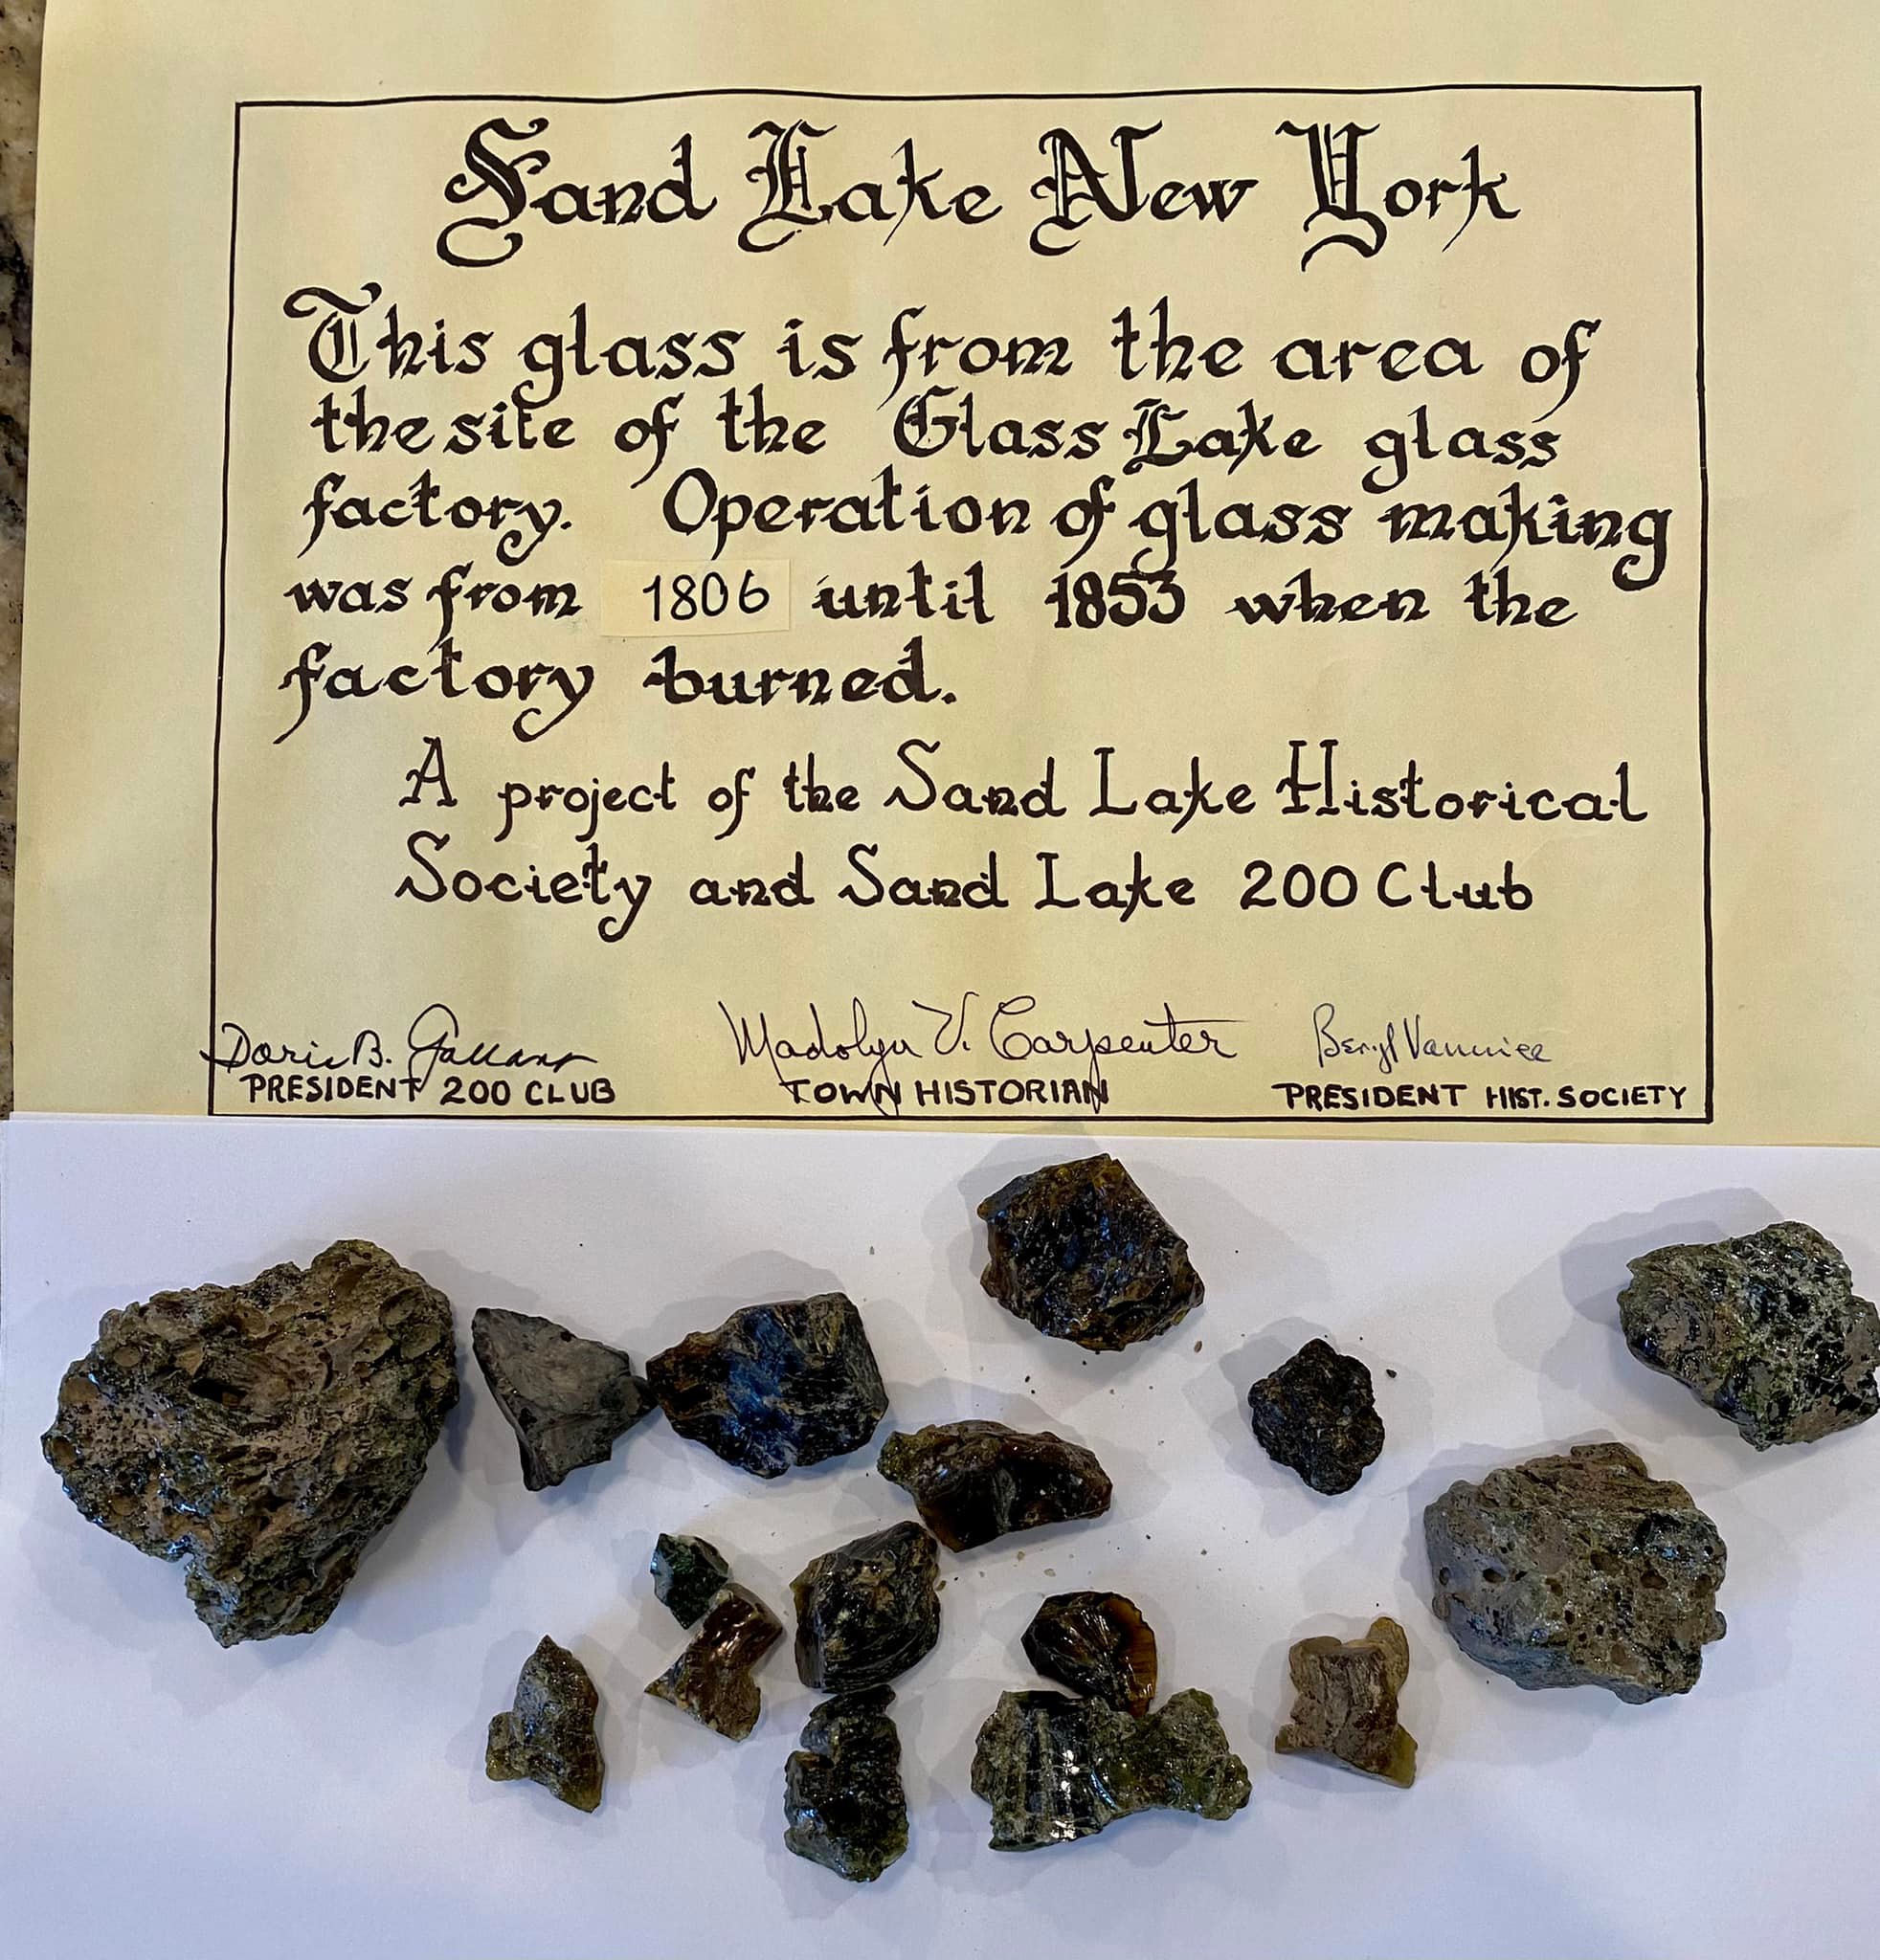 Sand Lake New York
This glass is from the area of
the site of the Glass Lake glass
factory. Operation of glass making
was from 1806 until 1853 when the
factory burned.
A project of the Sand Lake Historical
Society and Sand Lake 200 Club
Doris B. Madolyn V. Carpenter Beryl
PRESIDENT 200 CLUB TOWN HISTORIAN PRESIDENT HIST. SOCIETY